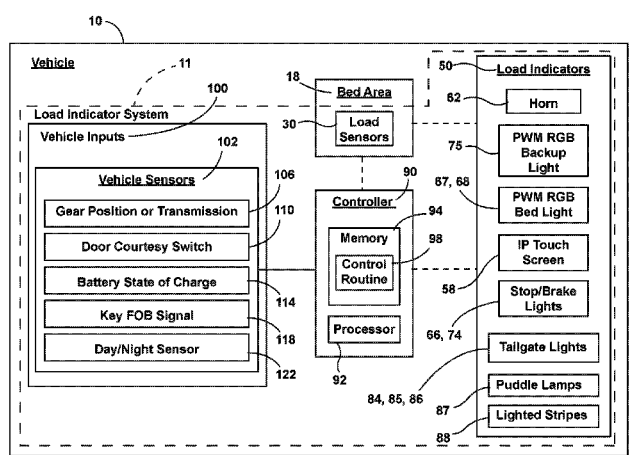 10
Vehicle
11
Load Indicator System
100
Vehicle Inputs
102
Vehicle Sensors
Gear Position or Transmission
106
Door Courtesy Switch
110
Battery State of Charge
114
Key FOB Signal
118
Day/Night Sensor
122
18
Bed Area
30
Load
Sensors
Controller
90
Memory
94
Control
Routine
98
Processor
92
50
Load Indicators
62
Horn
75
PWM RGB
Backup
Light
67, 68
PWM RGB
Bed Light
58
IP Touch
Screen
66, 74
Stop/Brake
Lights
84, 85, 86
Tailgate Lights
87
Puddle Lamps
88
Lighted Stripes